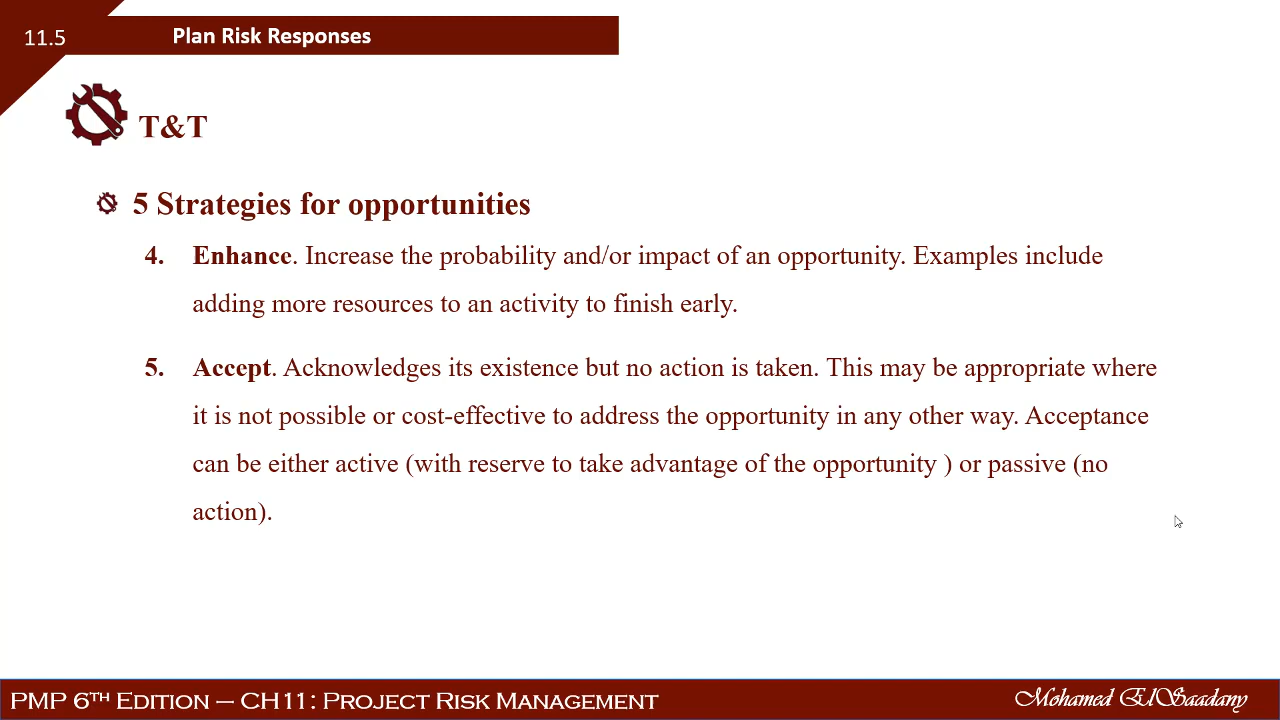 11.5
Plan Risk Responses
T&T
5 Strategies for opportunities
4. Enhance. Increase the probability and/or impact of an opportunity. Examples include
adding more resources to an activity to finish early.
5. Accept. Acknowledges its existence but no action is taken. This may be appropriate where
it is not possible or cost-effective to address the opportunity in any other way. Acceptance
can be either active (with reserve to take advantage of the opportunity ) or passive (no
action).
PMP 6TH Edition – CH11: Project Risk Management
Mohamed ElSaadany